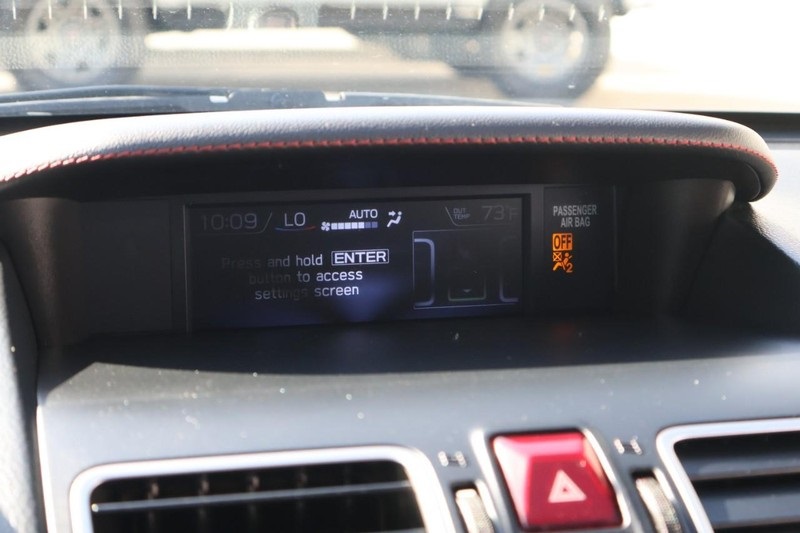 10:09 LO AUTO OUT TEMP 73°F
Press and hold ENTER
button to access
settings screen
PASSENGER
AIR BAG
OFF
2